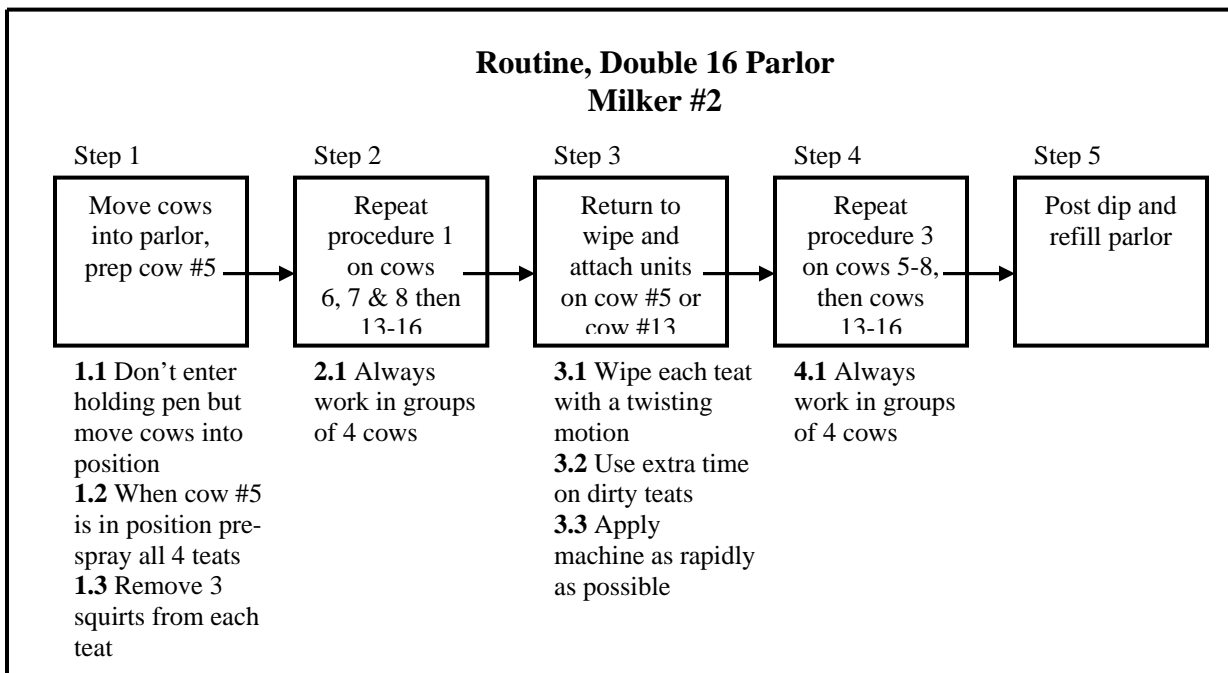 Routine, Double 16 Parlor
Milker #2
Step 1
Move cows
into parlor,
prep cow #5
1.1 Don’t enter
holding pen but
move cows into
position
1.2 When cow #5
is in position pre-
spray all 4 teats
1.3 Remove 3
squirts from each
teat
Step 2
Repeat
procedure 1
on cows
6, 7 & 8 then
13-16
2.1 Always
work in groups
of 4 cows
Step 3
Return to
wipe and
attach units
on cow #5 or
cow #13
3.1 Wipe each teat
with a twisting
motion
3.2 Use extra time
on dirty teats
3.3 Apply
machine as rapidly
as possible
Step 4
Repeat
procedure 3
on cows 5-8,
then cows
13-16
4.1 Always
work in groups
of 4 cows
Step 5
Post dip and
refill parlor